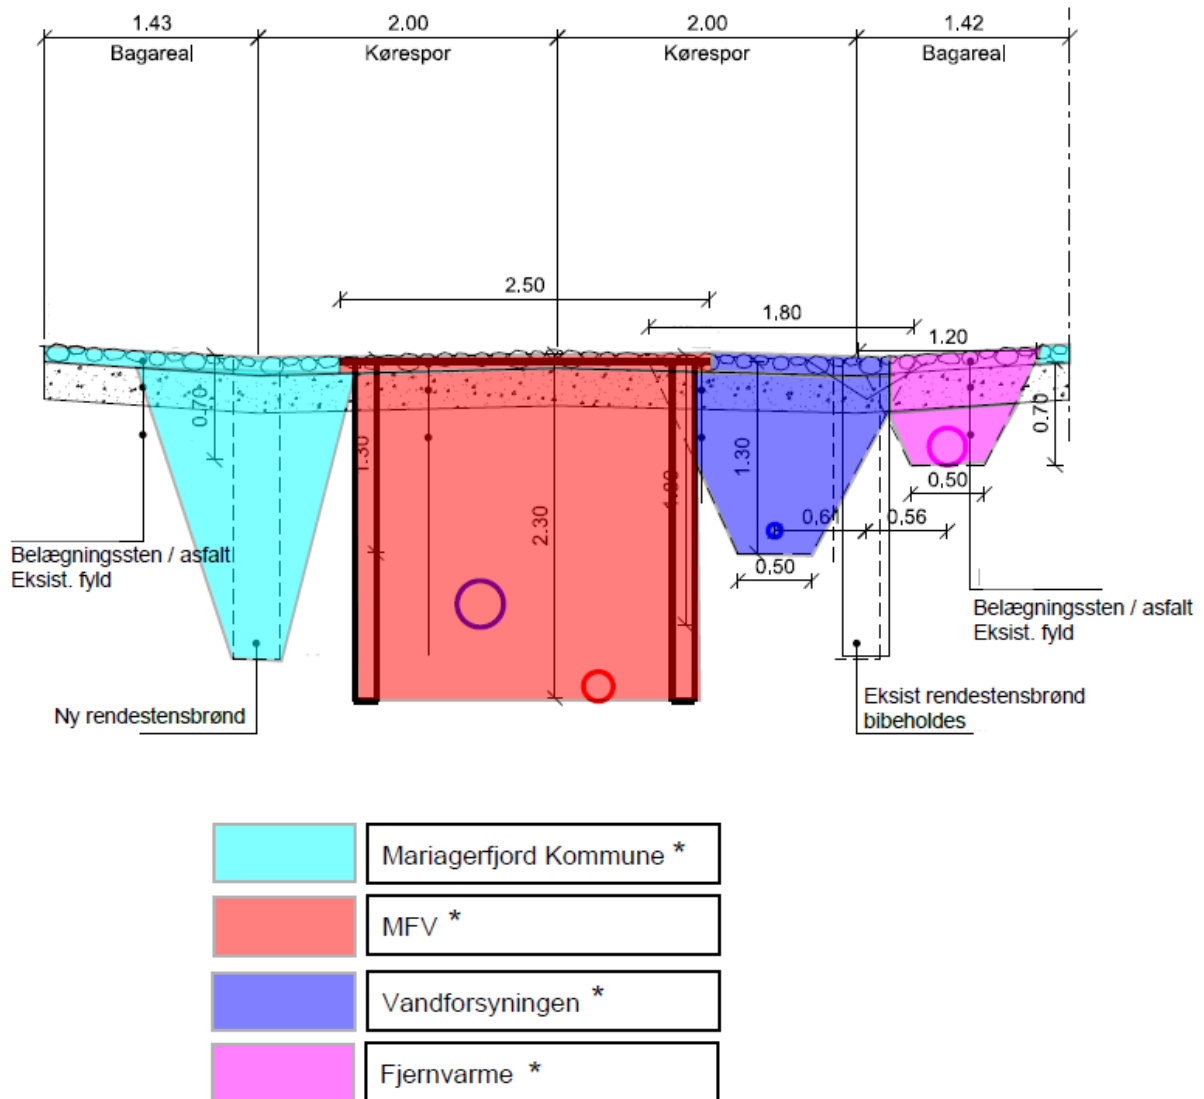 1.43 2.00 2.00 1.42
Bagareal Kørespor Kørespor Bagareal
2.50
1,80
1,20
0.70
1.30
2.30
1.30
0.70
0,50
0,6 0,56
0,50
Belægningssten / asfalt
Eksist. fyld
Belægningssten / asfalt
Eksist. fyld
Ny rendestensbrønd
Eksist rendestensbrønd
bibeholdes
Mariagerfjord Kommune *
MFV *
Vandforsyningen *
Fjernvarme *